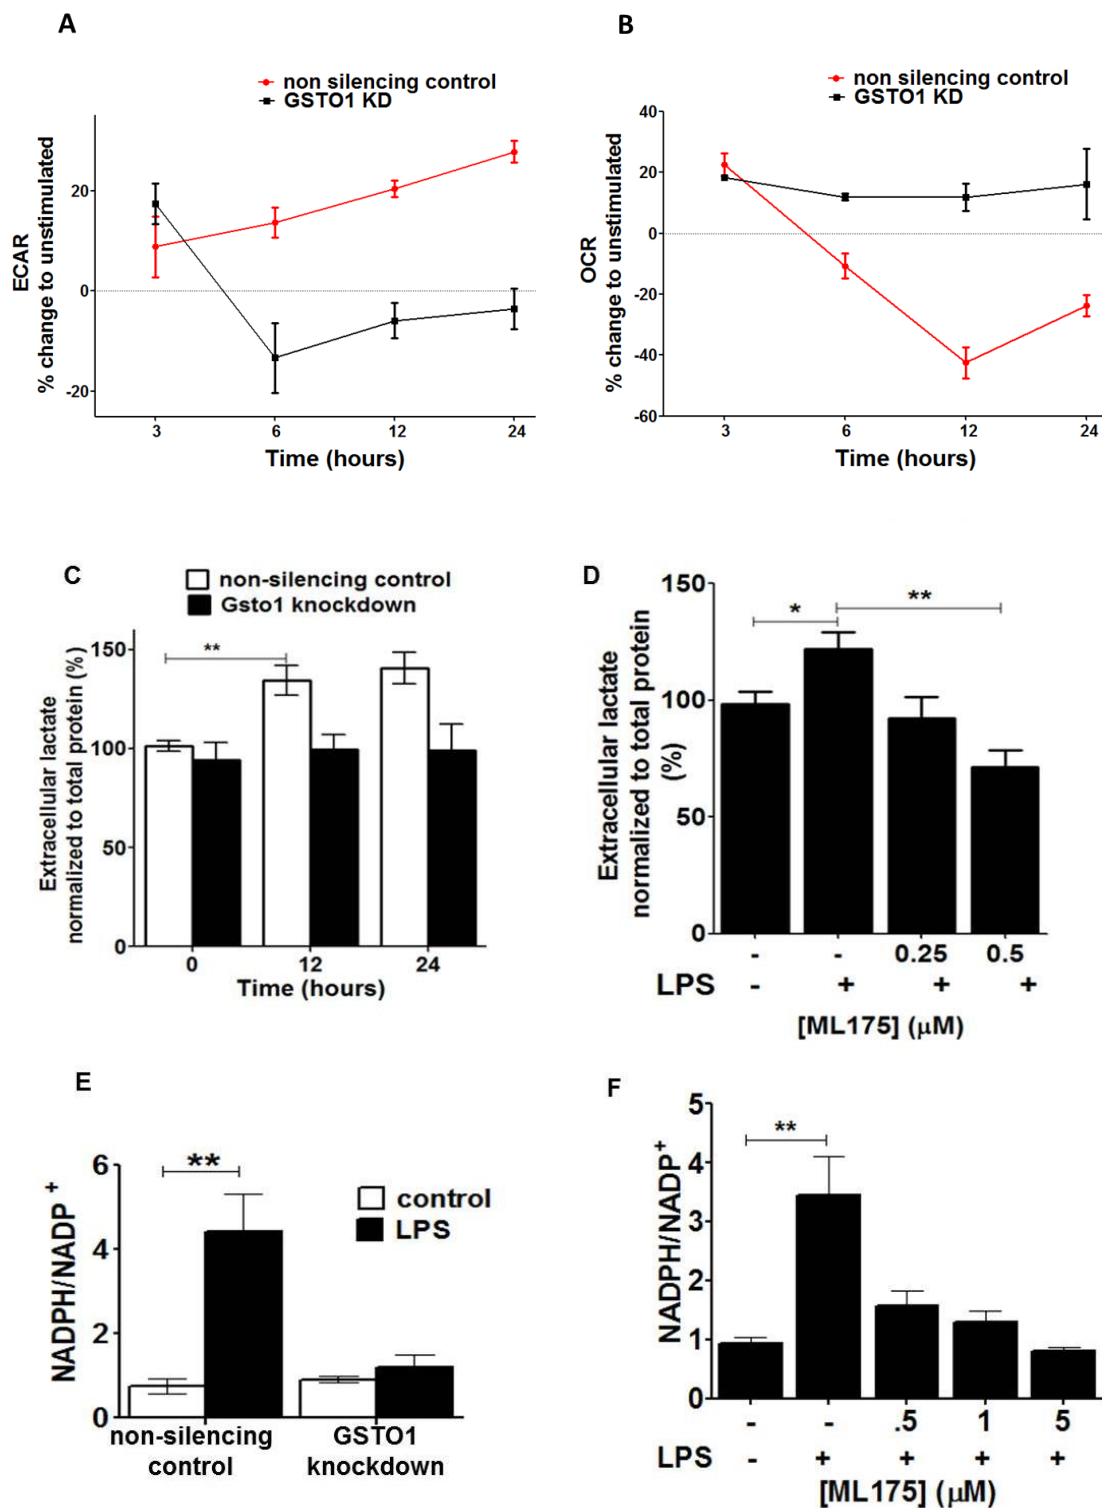 A
non silencing control
GSTO1 KD
ECAR
% change to unstimulated
20
0
-20
3 6 12 24
Time (hours)
B
non silencing control
GSTO1 KD
OCR
% change to unstimulated
40
20
0
-20
-40
-60
3 6 12 24
Time (hours)
C
non-silencing control
Gsto1 knockdown
Extracellular lactate
normalized to total protein (%)
150
100
50
0
**
0 12 24
Time (hours)
D
Extracellular lactate
normalized to total protein
(%)
150
100
50
0
* **
- - 0.25 0.5
LPS - + + +
[ML175] (μM)
E
NADPH/NADP+
6
4
2
0
**
control
LPS
non-silencing
control
GSTO1
knockdown
F
NADPH/NADP+
5
4
3
2
1
0
**
- - .5 1 5
LPS - + + + +
[ML175] (μM)